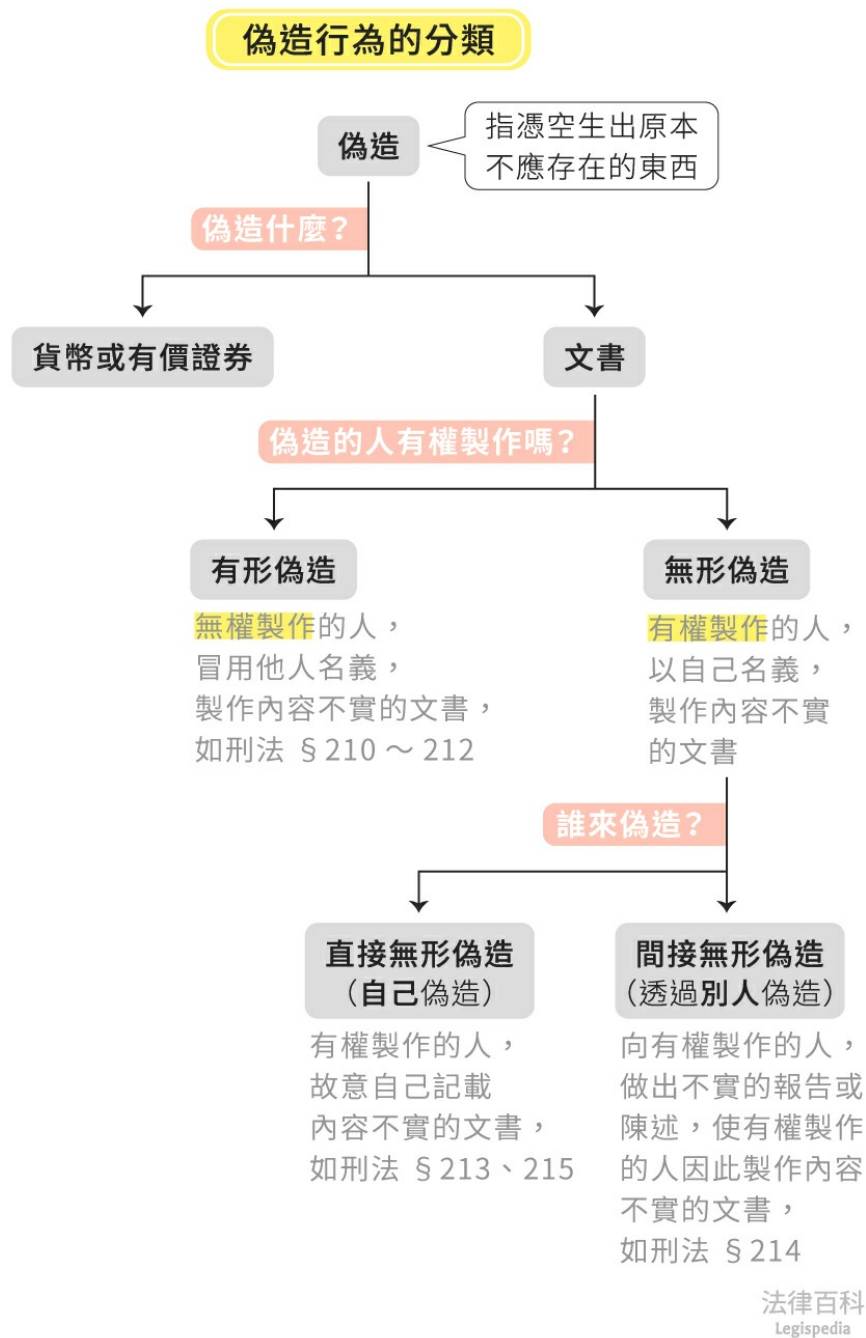 偽造行為的分類
偽造
指憑空生出原本
不應存在的東西
偽造什麼？
貨幣或有價證券
文書
偽造的人有權製作嗎？
有形偽造
無權製作的人，
冒用他人名義，
製作內容不實的文書，
如刑法 §210～212
無形偽造
有權製作的人，
以自己名義，
製作內容不實
的文書
誰來偽造？
直接無形偽造
（自己偽造）
有權製作的人，
故意自己記載
內容不實的文書，
如刑法 §213、215
間接無形偽造
（透過別人偽造）
向有權製作的人，
做出不實的報告或
陳述，使有權製作
的人因此製作內容
不實的文書，
如刑法 §214
法律百科
Legispedia